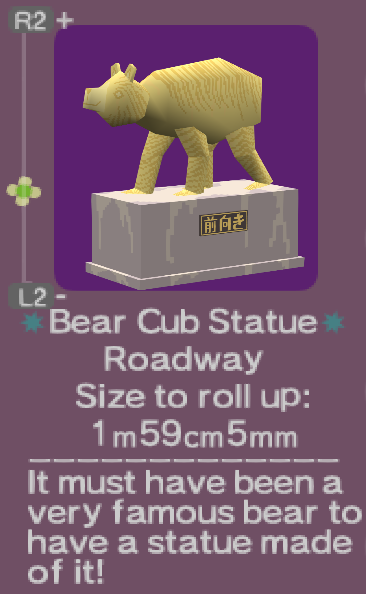 R2 +
前向き
L2 -
Bear Cub Statue
Roadway
Size to roll up:
1m59cm5mm
It must have been a
very famous bear to
have a statue made
of it!